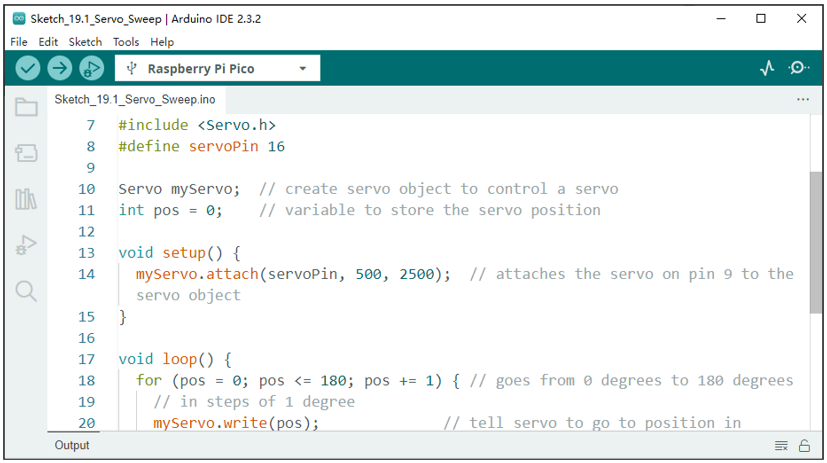 Sketch_19.1_Servo_Sweep | Arduino IDE 2.3.2
File Edit Sketch Tools Help
Raspberry Pi Pico
Sketch_19.1_Servo_Sweep.ino
7 #include <Servo.h>
8 #define servoPin 16
9
10 Servo myServo;  // create servo object to control a servo
11 int pos = 0;    // variable to store the servo position
12
13 void setup() {
14   myServo.attach(servoPin, 500, 2500);  // attaches the servo on pin 9 to the
servo object
15 }
16
17 void loop() {
18   for (pos = 0; pos <= 180; pos += 1) { // goes from 0 degrees to 180 degrees
19     // in steps of 1 degree
20     myServo.write(pos);              // tell servo to go to position in
Output